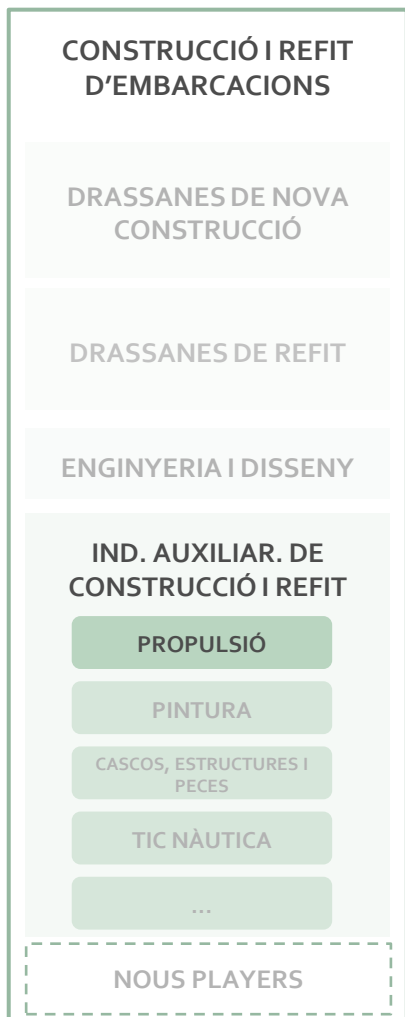 CONSTRUCCIÓ I REFIT
D'EMBARCACIONS
DRASSANES DE NOVA
CONSTRUCCIÓ
DRASSANES DE REFIT
ENGINYERIA I DISSENY
IND. AUXILIAR. DE
CONSTRUCCIÓ I REFIT
PROPULSIÓ
PINTURA
CASCOS, ESTRUCTURES I
PECES
TIC NÀUTICA
...
NOUS PLAYERS